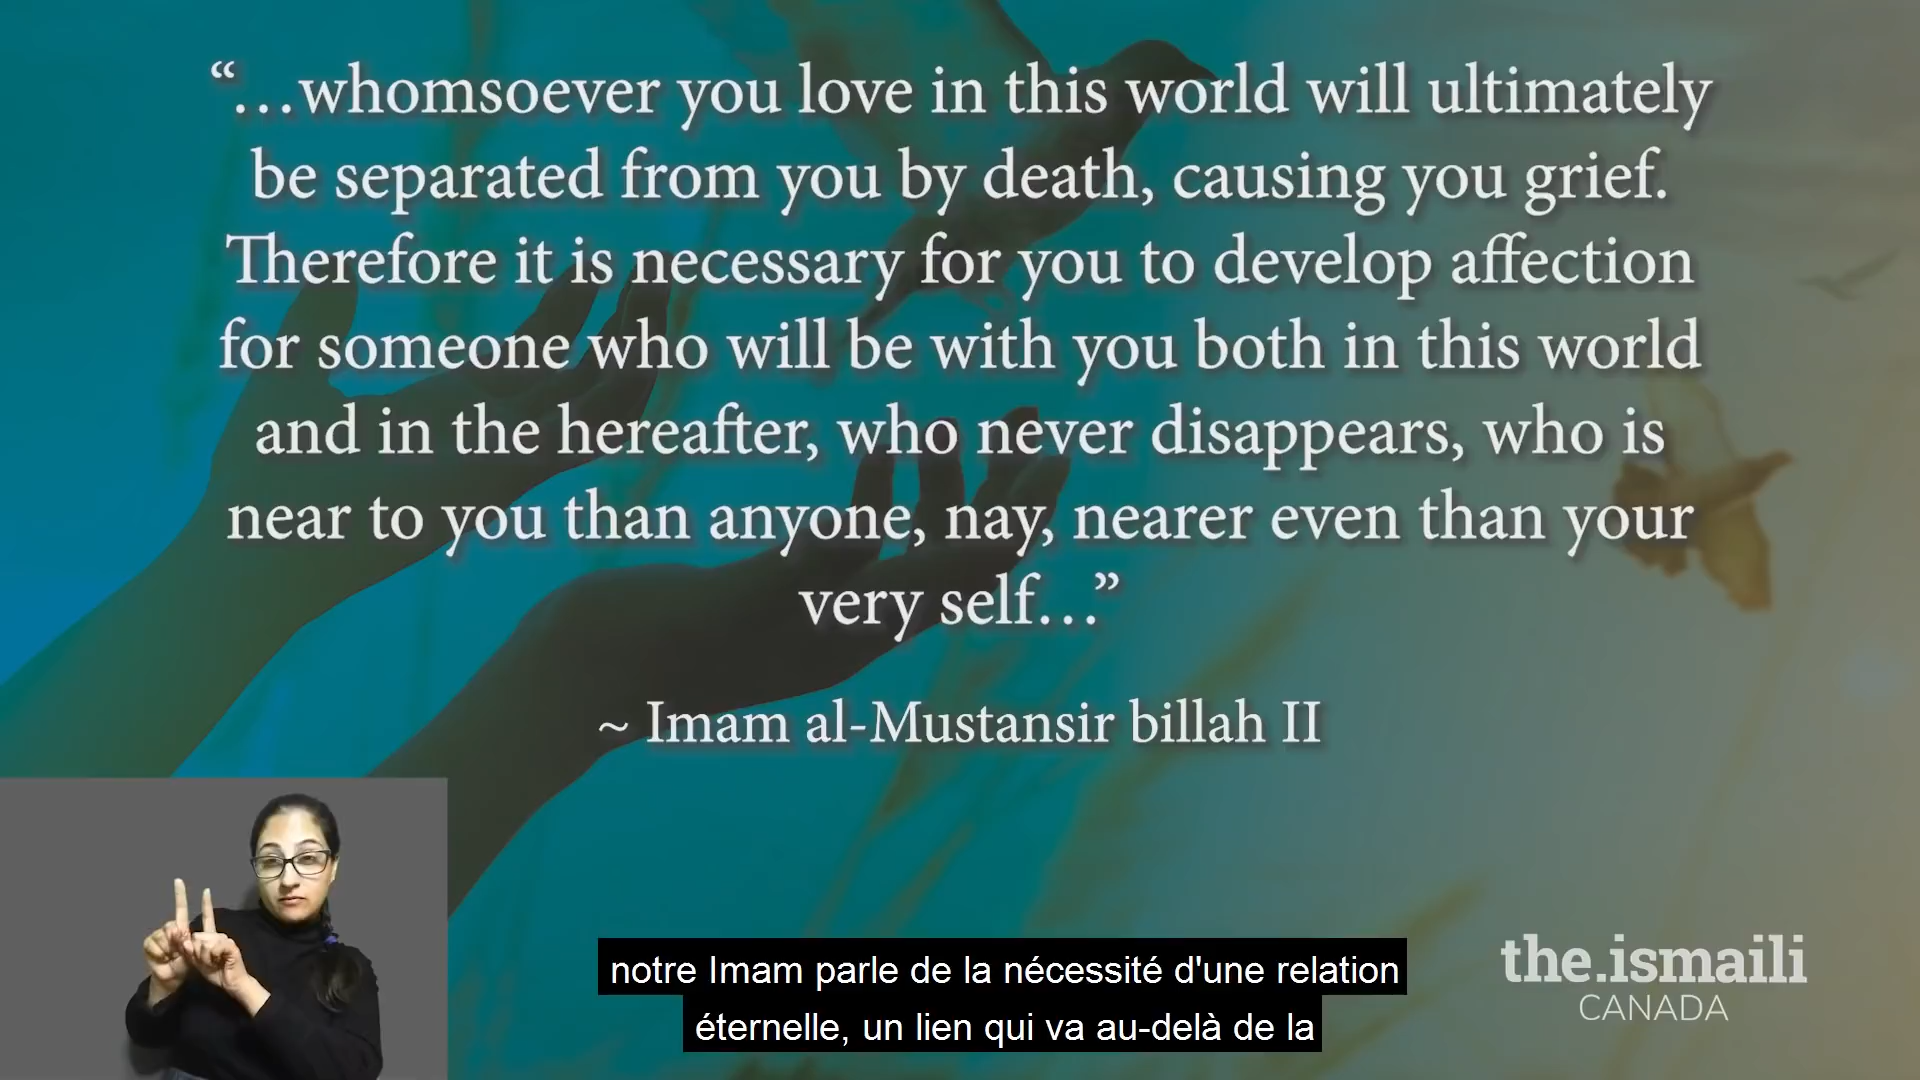 “…whomsoever you love in this world will ultimately
be separated from you by death, causing you grief.
Therefore it is necessary for you to develop affection
for someone who will be with you both in this world
and in the hereafter, who never disappears, who is
near to you than anyone, nay, nearer even than your
very self…”
~ Imam al-Mustansir billah II
notre Imam parle de la nécessité d'une relation
éternelle, un lien qui va au-delà de la
the.ismaili
CANADA